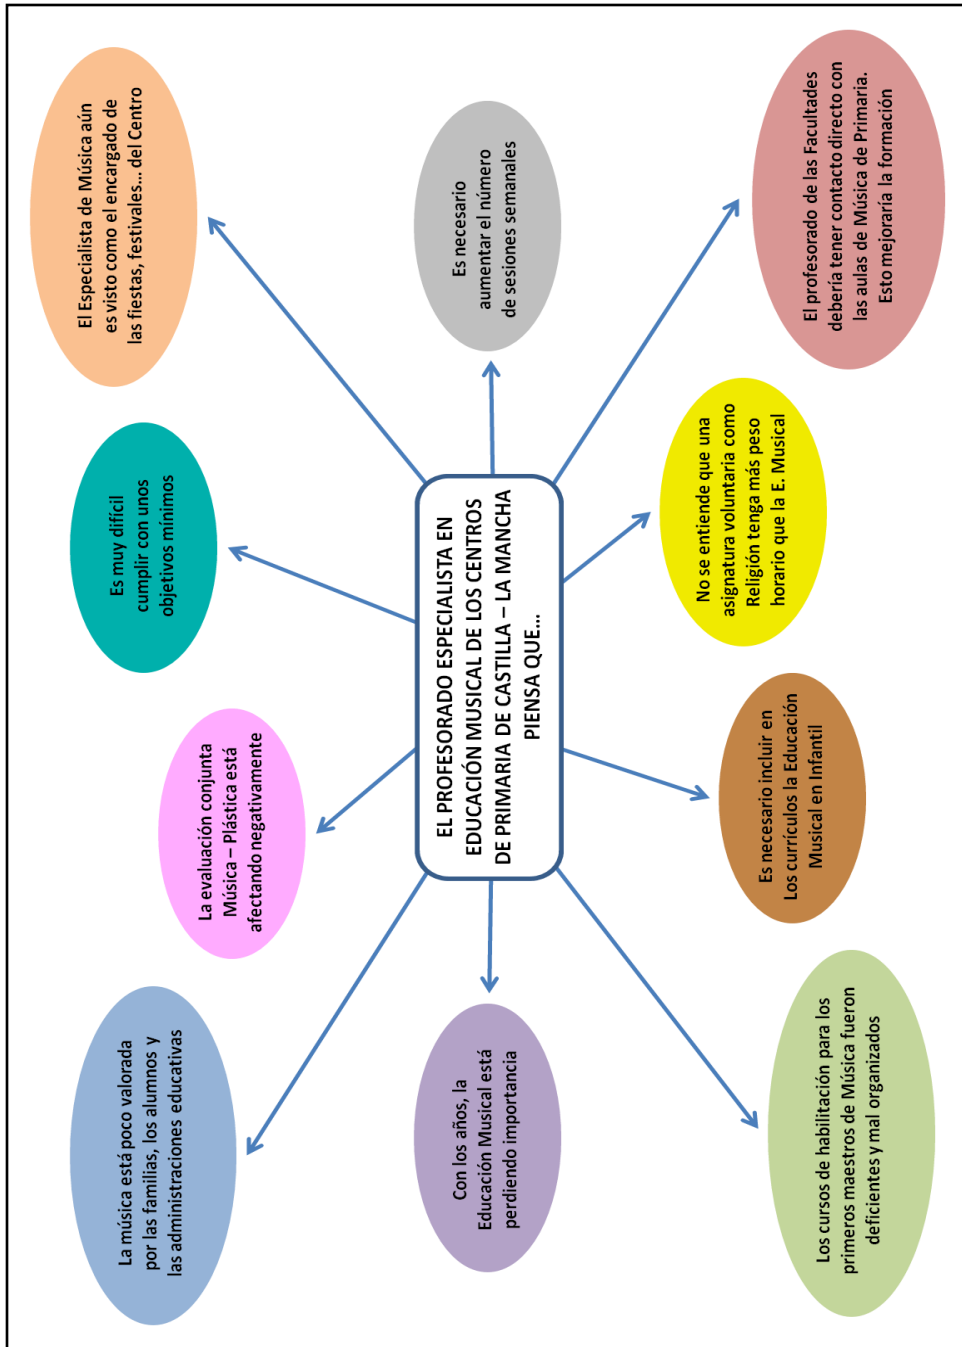 La música está poco valorada
por las familias, los alumnos y
las administraciones educativas
La evaluación conjunta
Música – Plástica está
afectando negativamente
Es muy difícil
cumplir con unos
objetivos mínimos
El Especialista de Música aún
es visto como el encargado de
las fiestas, festivales... del Centro
Con los años, la
Educación Musical está
perdiendo importancia
EL PROFESORADO ESPECIALISTA EN
EDUCACIÓN MUSICAL DE LOS CENTROS
DE PRIMARIA DE CASTILLA – LA MANCHA
PIENSA QUE...
Es necesario
aumentar el número
de sesiones semanales
Los cursos de habilitación para los
primeros maestros de Música fueron
deficientes y mal organizados
Es necesario incluir en
Los currículos la Educación
Musical en Infantil
No se entiende que una
asignatura voluntaria como
Religión tenga más peso
horario que la E. Musical
El profesorado de las Facultades
debería tener contacto directo con
las aulas de Música de Primaria.
Esto mejoraría la formación